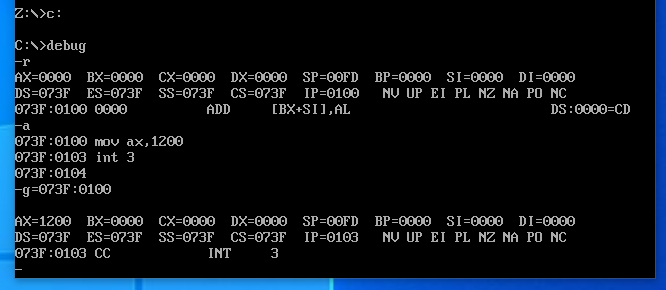 Z:\>c:
C:\>debug
-r
AX=0000 BX=0000 CX=0000 DX=0000 SP=00FD BP=0000 SI=0000 DI=0000
DS=073F ES=073F SS=073F CS=073F IP=0100 NV UP EI PL NZ NA PO NC
073F:0100 0000 ADD [BX+SI],AL DS:0000=CD
-a
073F:0100 mov ax,1200
073F:0103 int 3
073F:0104
-g=073F:0100
AX=1200 BX=0000 CX=0000 DX=0000 SP=00FD BP=0000 SI=0000 DI=0000
DS=073F ES=073F SS=073F CS=073F IP=0103 NV UP EI PL NZ NA PO NC
073F:0103 CC INT 3
-